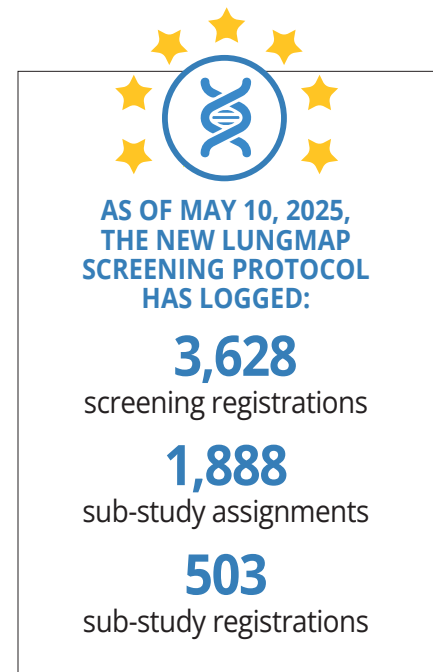 AS OF MAY 10, 2025,
THE NEW LUNGMAP
SCREENING PROTOCOL
HAS LOGGED:
3,628
screening registrations
1,888
sub-study assignments
503
sub-study registrations